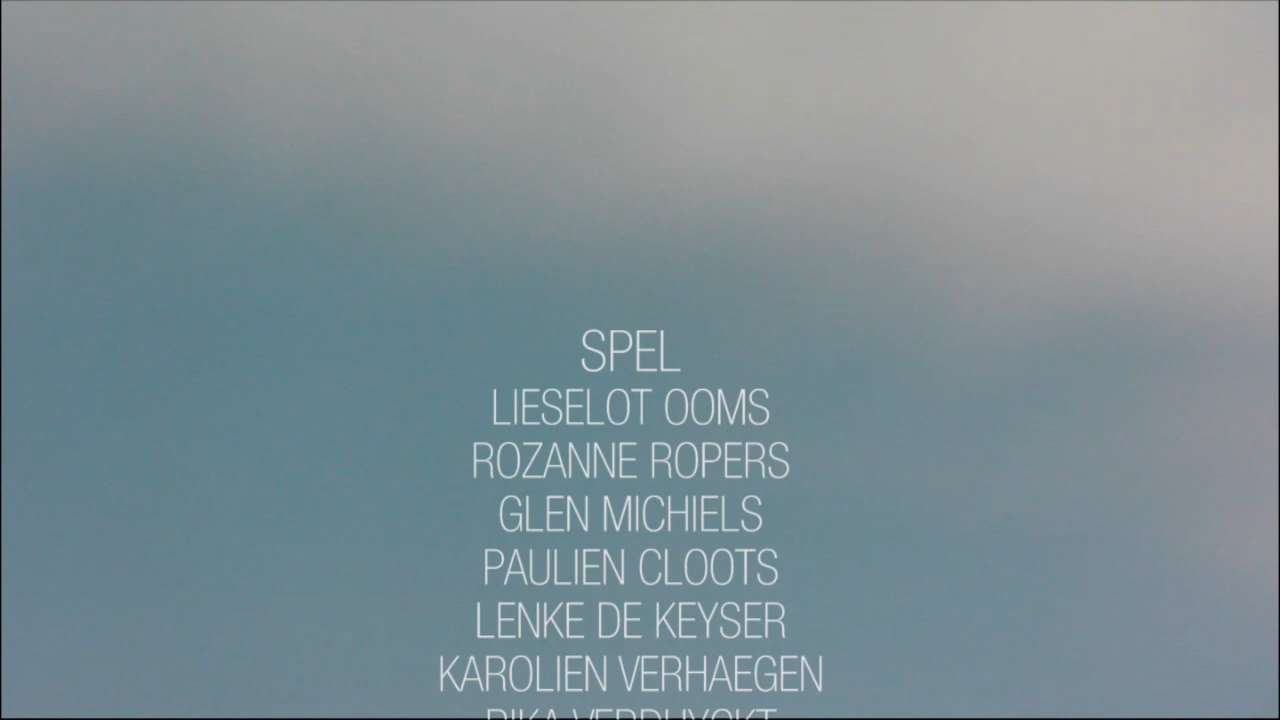 SPEL
LIESELOT OOMS
ROZANNE ROPERS
GLEN MICHIELS
PAULIEN CLOOTS
LENKE DE KEYSER
KAROLIEN VERHAEGEN